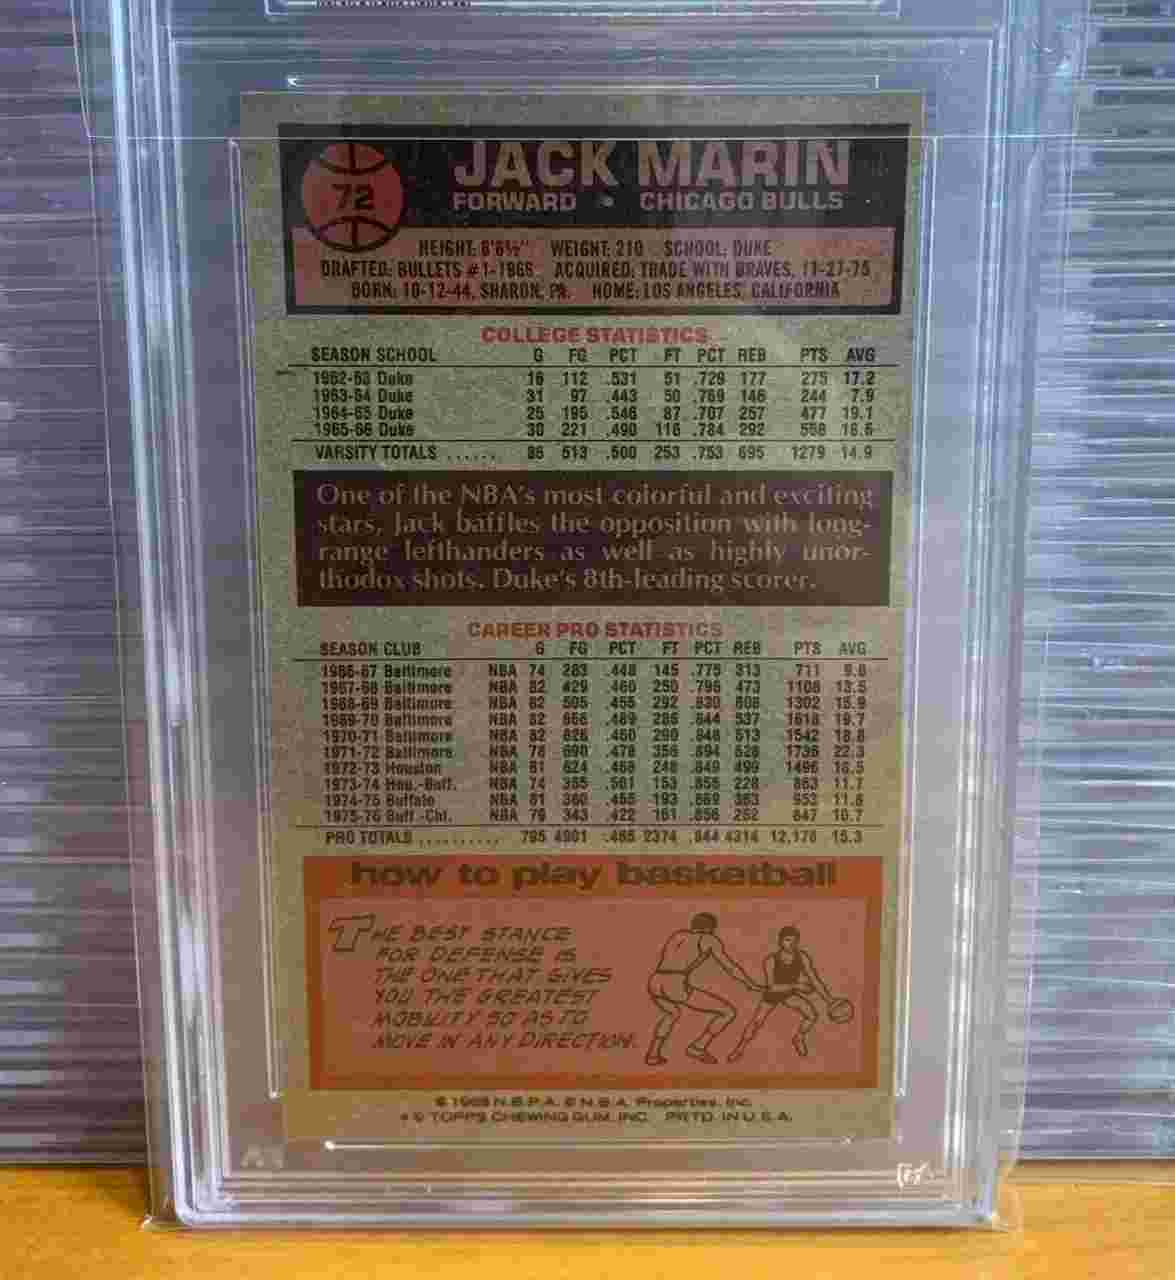 72
JACK MARIN
FORWARD • CHICAGO BULLS
HEIGHT: 6'6½" WEIGHT: 210 SCHOOL: DUKE
DRAFTED: BULLETS #1-1966 ACQUIRED: TRADE WITH BRAVES, 11-27-75
BORN: 10-12-44, SHARON, PA. HOME: LOS ANGELES, CALIFORNIA
COLLEGE STATISTICS
SEASON SCHOOL G FG PCT FT PCT REB PTS AVG
1962-63 Duke 16 112 .531 51 .729 177 275 17.2
1963-64 Duke 31 97 .443 50 .769 146 244 7.9
1964-65 Duke 25 195 .546 87 .707 257 477 19.1
1965-66 Duke 30 221 .490 116 .784 292 558 18.6
VARSITY TOTALS ...... 86 513 .500 253 .753 695 1279 14.9
One of the NBA's most colorful and exciting
stars, Jack baffles the opposition with long-
range lefthanders as well as highly unor-
thodox shots. Duke's 8th-leading scorer.
CAREER PRO STATISTICS
SEASON CLUB G FG PCT FT PCT REB PTS AVG
1966-67 Baltimore NBA 74 283 .448 145 .775 313 711 9.6
1967-68 Baltimore NBA 82 429 .460 250 .796 473 1108 13.5
1968-69 Baltimore NBA 82 505 .455 292 .830 608 1302 15.9
1969-70 Baltimore NBA 82 666 .489 286 .844 537 1618 19.7
1970-71 Baltimore NBA 82 626 .460 290 .848 513 1542 18.8
1971-72 Baltimore NBA 78 690 .478 356 .894 528 1736 22.3
1972-73 Houston NBA 81 624 .468 248 .849 499 1496 18.5
1973-74 Hou.-Buff. NBA 74 355 153 .855 228 863 11.7
1974-75 Buffalo NBA 81 380 .455 193 .869 363 953 11.8
1975-76 Buff.-Chi. NBA 79 343 .422 161 .856 252 847 10.7
PRO TOTALS .......... 795 4901 .465 2374 .844 4314 12,176 15.3
how to play basketball
THE BEST STANCE
FOR DEFENSE IS
THE ONE THAT GIVES
YOU THE GREATEST
MOBILITY SO AS TO
MOVE IN ANY DIRECTION.
© N.B.P.A. © N.B.A. Properties, Inc.
* © TOPPS CHEWING GUM, INC. PRTD. IN U.S.A.